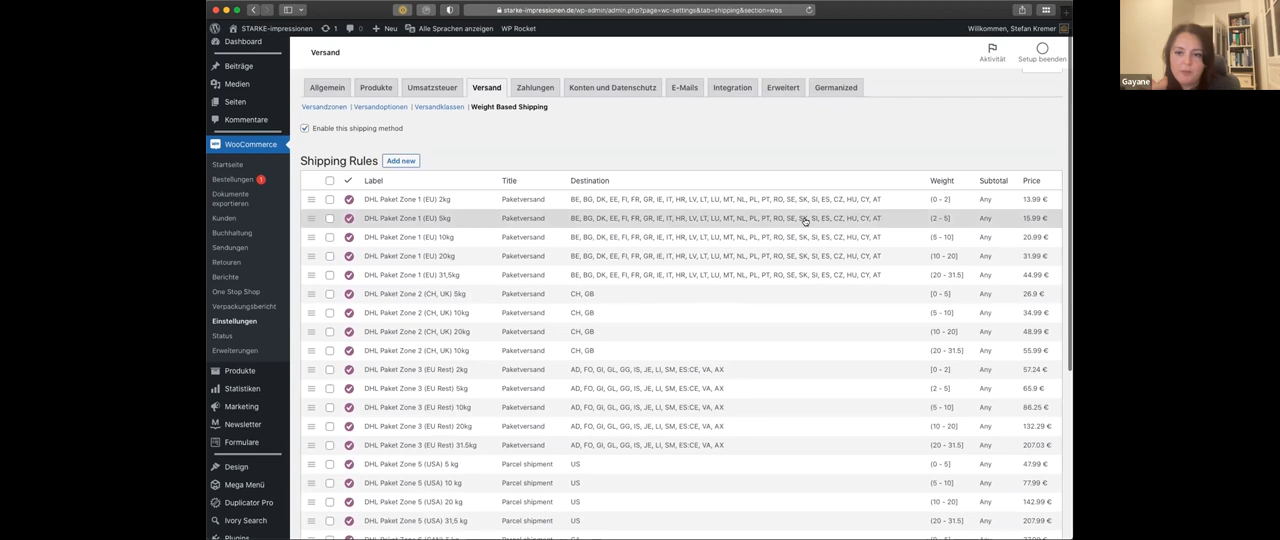 starke-impressionen.de/wp-admin/admin.php?page=wc-settings&tab=shipping&section=wbs
STARKE-impressionen 1 0 Neu Alle Sprachen anzeigen WP Rocket Willkommen, Stefan Kremer
Dashboard
Beiträge
Medien
Seiten
Kommentare
WooCommerce
Startseite
Bestellungen 1
Dokumente
exportieren
Kunden
Buchhaltung
Sendungen
Retouren
Berichte
One Stop Shop
Verpackungsbericht
Einstellungen
Status
Erweiterungen
Produkte
Statistiken
Marketing
Newsletter
Formulare
Design
Mega Menü
Duplicator Pro
Ivory Search
Plugins
Versand
Aktivität
Setup beenden
Allgemein Produkte Umsatzsteuer Versand Zahlungen Konten und Datenschutz E-Mails Integration Erweitert Germanized
Versandzonen | Versandoptionen | Versandklassen | Weight Based Shipping
Enable this shipping method
Shipping Rules Add new
Label Title Destination Weight Subtotal Price
DHL Paket Zone 1 (EU) 2kg Paketversand BE, BG, DK, EE, FI, FR, GR, IE, IT, HR, LV, LT, LU, MT, NL, PL, PT, RO, SE, SK, SI, ES, CZ, HU, CY, AT (0 - 2] Any 13.99 €
DHL Paket Zone 1 (EU) 5kg Paketversand BE, BG, DK, EE, FI, FR, GR, IE, IT, HR, LV, LT, LU, MT, NL, PL, PT, RO, SE, SK, SI, ES, CZ, HU, CY, AT (2 - 5] Any 15.99 €
DHL Paket Zone 1 (EU) 10kg Paketversand BE, BG, DK, EE, FI, FR, GR, IE, IT, HR, LV, LT, LU, MT, NL, PL, PT, RO, SE, SK, SI, ES, CZ, HU, CY, AT (5 - 10] Any 20.99 €
DHL Paket Zone 1 (EU) 20kg Paketversand BE, BG, DK, EE, FI, FR, GR, IE, IT, HR, LV, LT, LU, MT, NL, PL, PT, RO, SE, SK, SI, ES, CZ, HU, CY, AT (10 - 20] Any 31.99 €
DHL Paket Zone 1 (EU) 31,5kg Paketversand BE, BG, DK, EE, FI, FR, GR, IE, IT, HR, LV, LT, LU, MT, NL, PL, PT, RO, SE, SK, SI, ES, CZ, HU, CY, AT (20 - 31.5] Any 44.99 €
DHL Paket Zone 2 (CH, UK) 5kg Paketversand CH, GB [0 - 5] Any 26.9 €
DHL Paket Zone 2 (CH, UK) 10kg Paketversand CH, GB (5 - 10] Any 34.99 €
DHL Paket Zone 2 (CH, UK) 20kg Paketversand CH, GB (10 - 20] Any 48.99 €
DHL Paket Zone 2 (CH, UK) 10kg Paketversand CH, GB (20 - 31.5] Any 55.99 €
DHL Paket Zone 3 (EU Rest) 2kg Paketversand AD, FO, GI, GL, GG, IS, JE, LI, SM, ES:CE, VA, AX [0 - 2] Any 57.24 €
DHL Paket Zone 3 (EU Rest) 5kg Paketversand AD, FO, GI, GL, GG, IS, JE, LI, SM, ES:CE, VA, AX (2 - 5] Any 65.9 €
DHL Paket Zone 3 (EU Rest) 10kg Paketversand AD, FO, GI, GL, GG, IS, JE, LI, SM, ES:CE, VA, AX (5 - 10] Any 86.25 €
DHL Paket Zone 3 (EU Rest) 20kg Paketversand AD, FO, GI, GL, GG, IS, JE, LI, SM, ES:CE, VA, AX (10 - 20] Any 132.29 €
DHL Paket Zone 3 (EU Rest) 31.5kg Paketversand AD, FO, GI, GL, GG, IS, JE, LI, SM, ES:CE, VA, AX (20 - 31.5] Any 207.03 €
DHL Paket Zone 5 (USA) 5 kg Parcel shipment US (0 - 5] Any 47.99 €
DHL Paket Zone 5 (USA) 10 kg Parcel shipment US (5 - 10] Any 77.99 €
DHL Paket Zone 5 (USA) 20 kg Parcel shipment US (10 - 20] Any 142.99 €
DHL Paket Zone 5 (USA) 31,5 kg Parcel shipment US (20 - 31.5] Any 207.99 €
Gayane